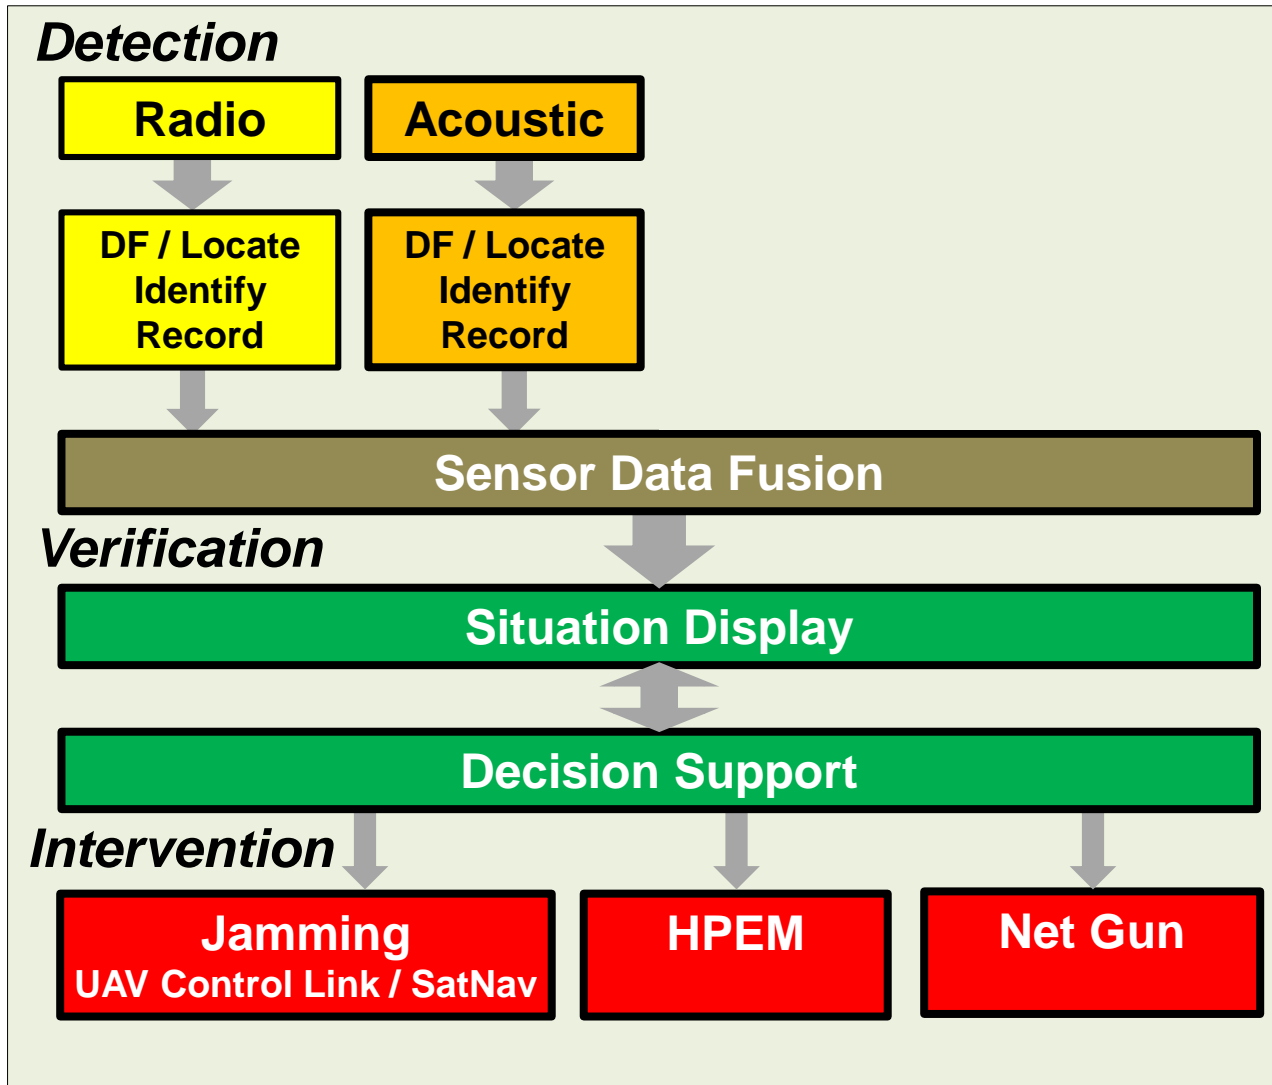 Detection
Radio
Acoustic
DF / Locate
Identify
Record
DF / Locate
Identify
Record
Sensor Data Fusion
Verification
Situation Display
Decision Support
Intervention
Jamming
UAV Control Link / SatNav
HPEM
Net Gun